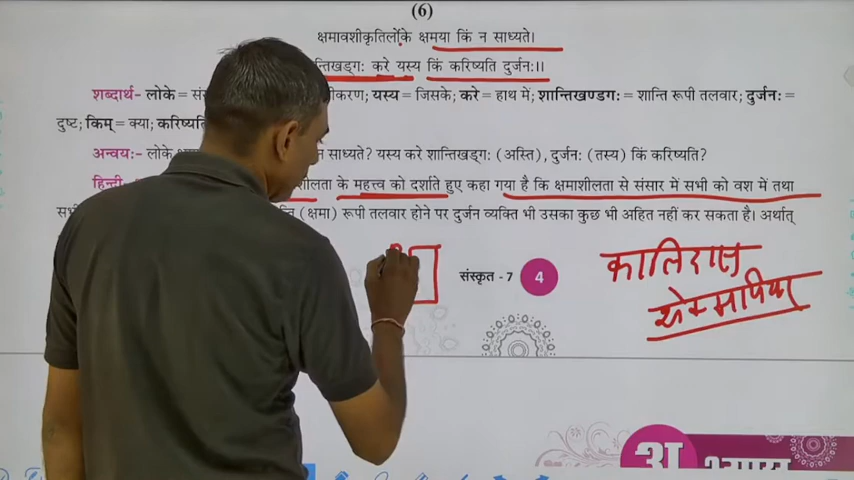 (6)
क्षमावशीकृतिर्लोके क्षमया किं न साध्यते।
न्तिखड्गः करे यस्य किं करिष्यति दुर्जनः।।
शब्दार्थ- लोके = संस वीकरण; यस्य = जिसके; करे = हाथ में; शान्तिखण्डगः = शान्ति रूपी तलवार; दुर्जनः =
दुष्ट; किम् = क्या; करिष्य
अन्वयः- लोके न साध्यते? यस्य करे शान्तिखड्गः (अस्ति), दुर्जनः (तस्य) किं करिष्यति?
हिन्दी शीलता के महत्त्व को दर्शाते हुए कहा गया है कि क्षमाशीलता से संसार में सभी को वश में तथा
सभी न्ति (क्षमा) रूपी तलवार होने पर दुर्जन व्यक्ति भी उसका कुछ भी अहित नहीं कर सकता है। अर्थात्
संस्कृत - 7 4
कालिदास